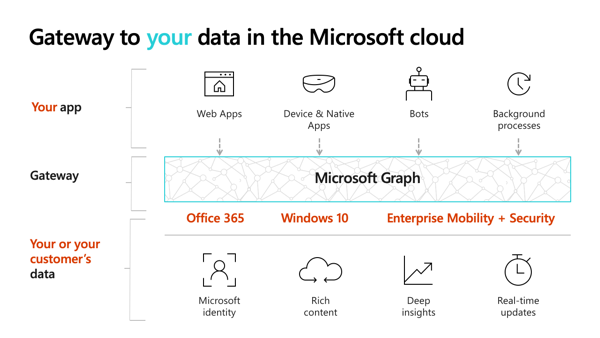 Gateway to your data in the Microsoft cloud
Your app
Web Apps
Device & Native
Apps
Bots
Background
processes
Gateway
Microsoft Graph
Office 365
Windows 10
Enterprise Mobility + Security
Your or your
customer's
data
Microsoft
identity
Rich
content
Deep
insights
Real-time
updates